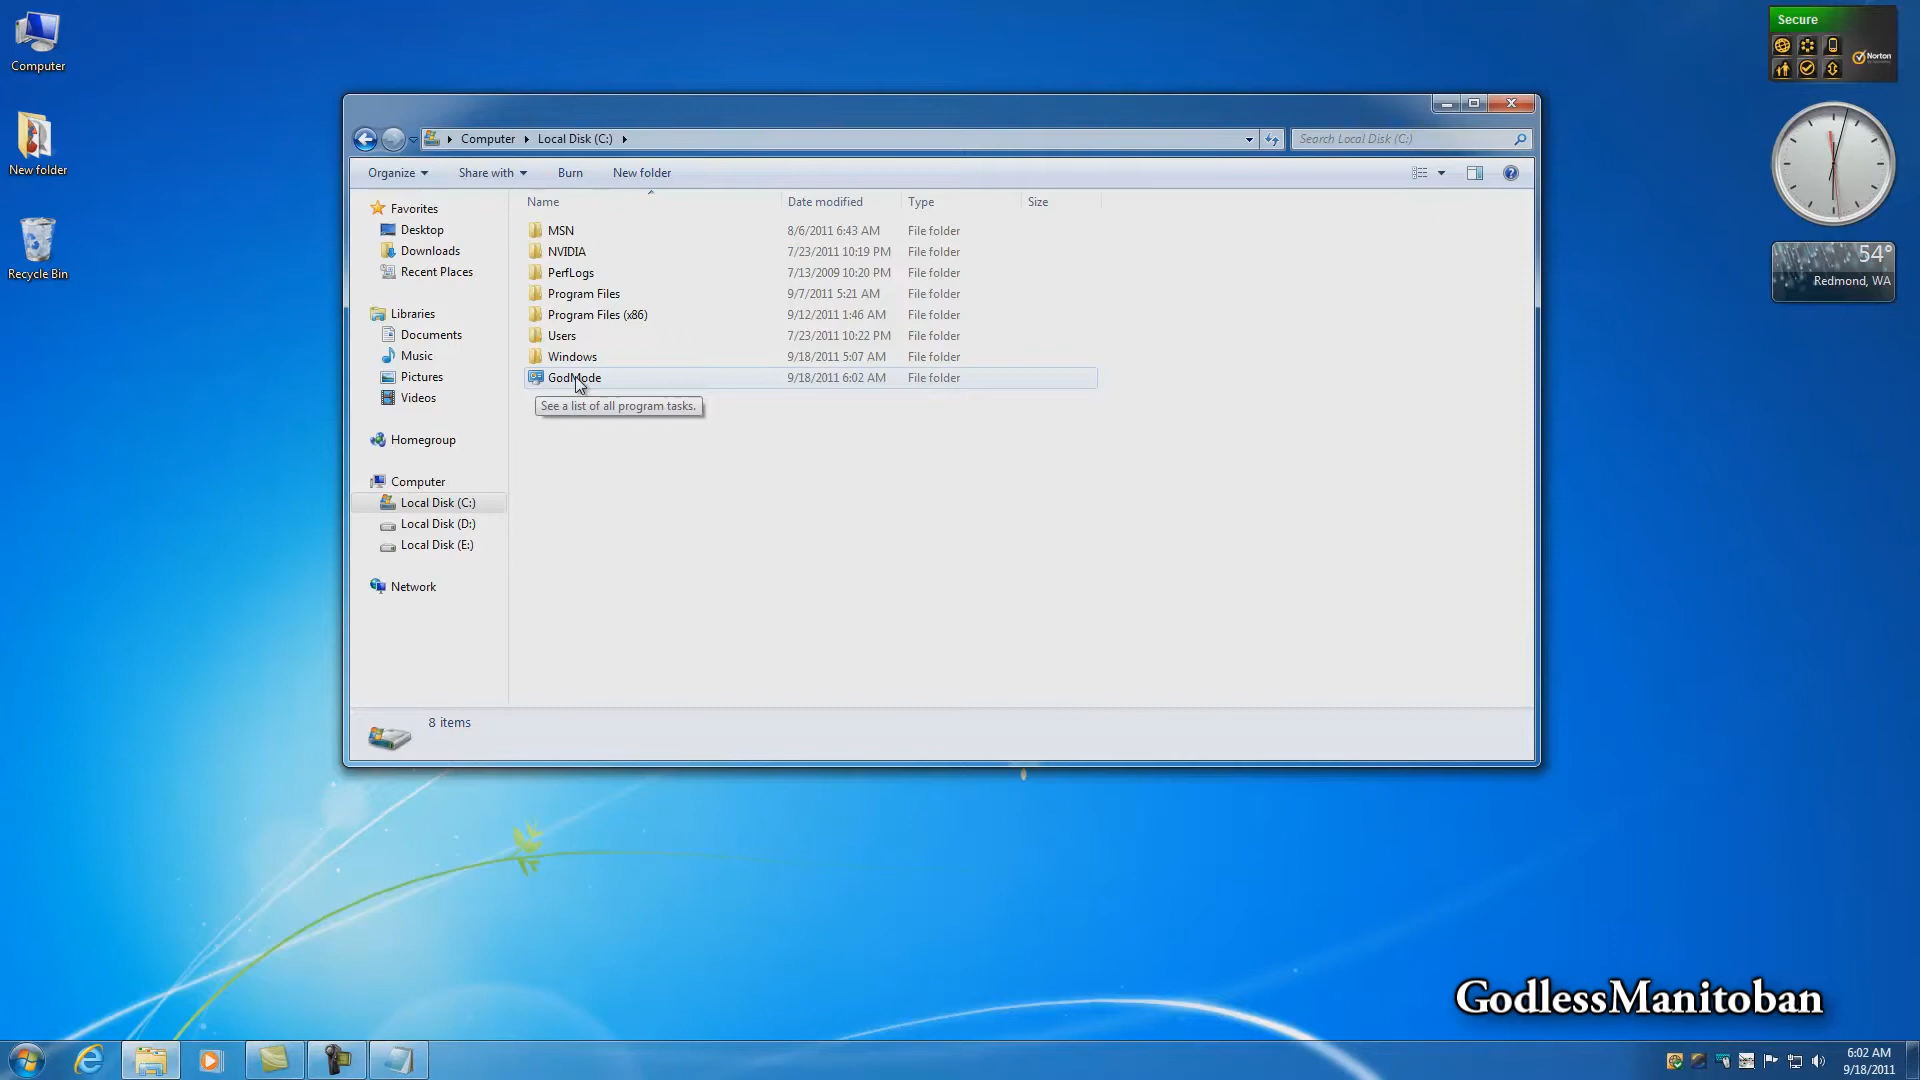 Computer
New folder
Recycle Bin
Secure
Norton
54°
Redmond, WA
Computer Local Disk (C:)
Search Local Disk (C:)
Organize Share with Burn New folder
Favorites
Desktop
Downloads
Recent Places
Libraries
Documents
Music
Pictures
Videos
Homegroup
Computer
Local Disk (C:)
Local Disk (D:)
Local Disk (E:)
Network
Name Date modified Type Size
MSN 8/6/2011 6:43 AM File folder
NVIDIA 7/23/2011 10:19 PM File folder
PerfLogs 7/13/2009 10:20 PM File folder
Program Files 9/7/2011 5:21 AM File folder
Program Files (x86) 9/12/2011 1:46 AM File folder
Users 7/23/2011 10:22 PM File folder
Windows 9/18/2011 5:07 AM File folder
GodMode 9/18/2011 6:02 AM File folder
See a list of all program tasks.
8 items
GodlessManitoban
6:02 AM
9/18/2011